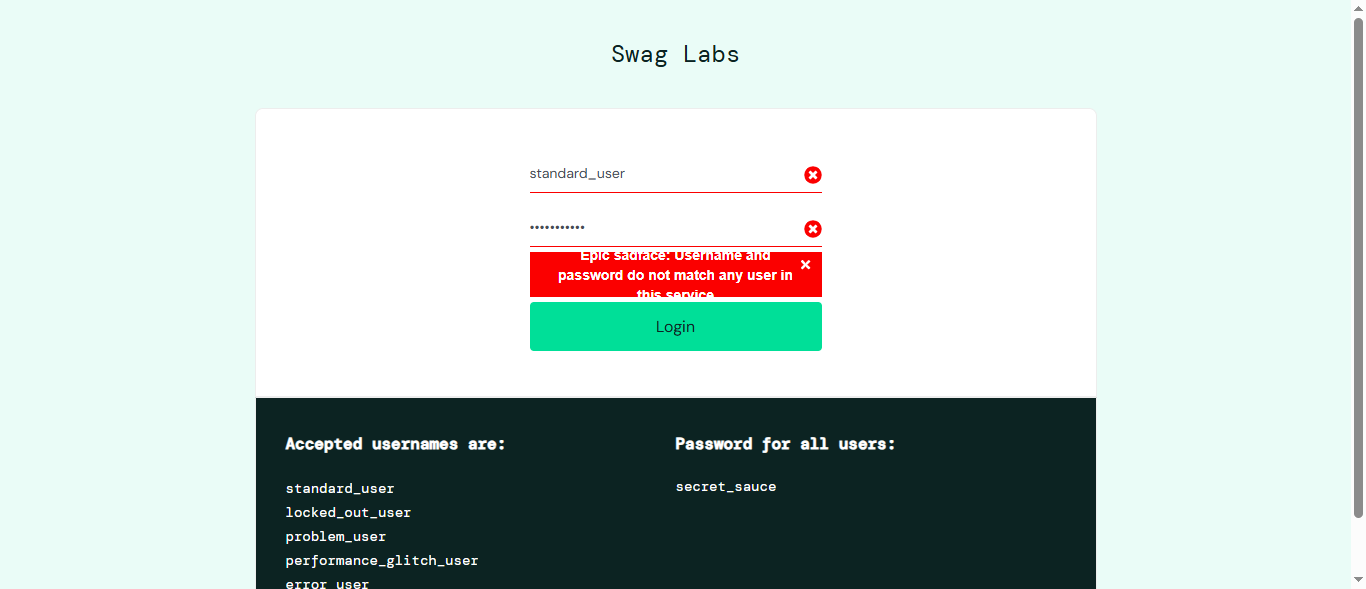 Swag Labs
standard_user
•••••••••••
Epic sadface: Username and
password do not match any user in
this service
Login
Accepted usernames are:
Password for all users:
standard_user
secret_sauce
locked_out_user
problem_user
performance_glitch_user
error_user